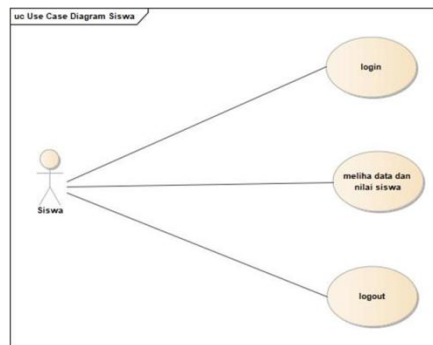 uc Use Case Diagram Siswa
login
meliha data dan
nilai siswa
Siswa
logout